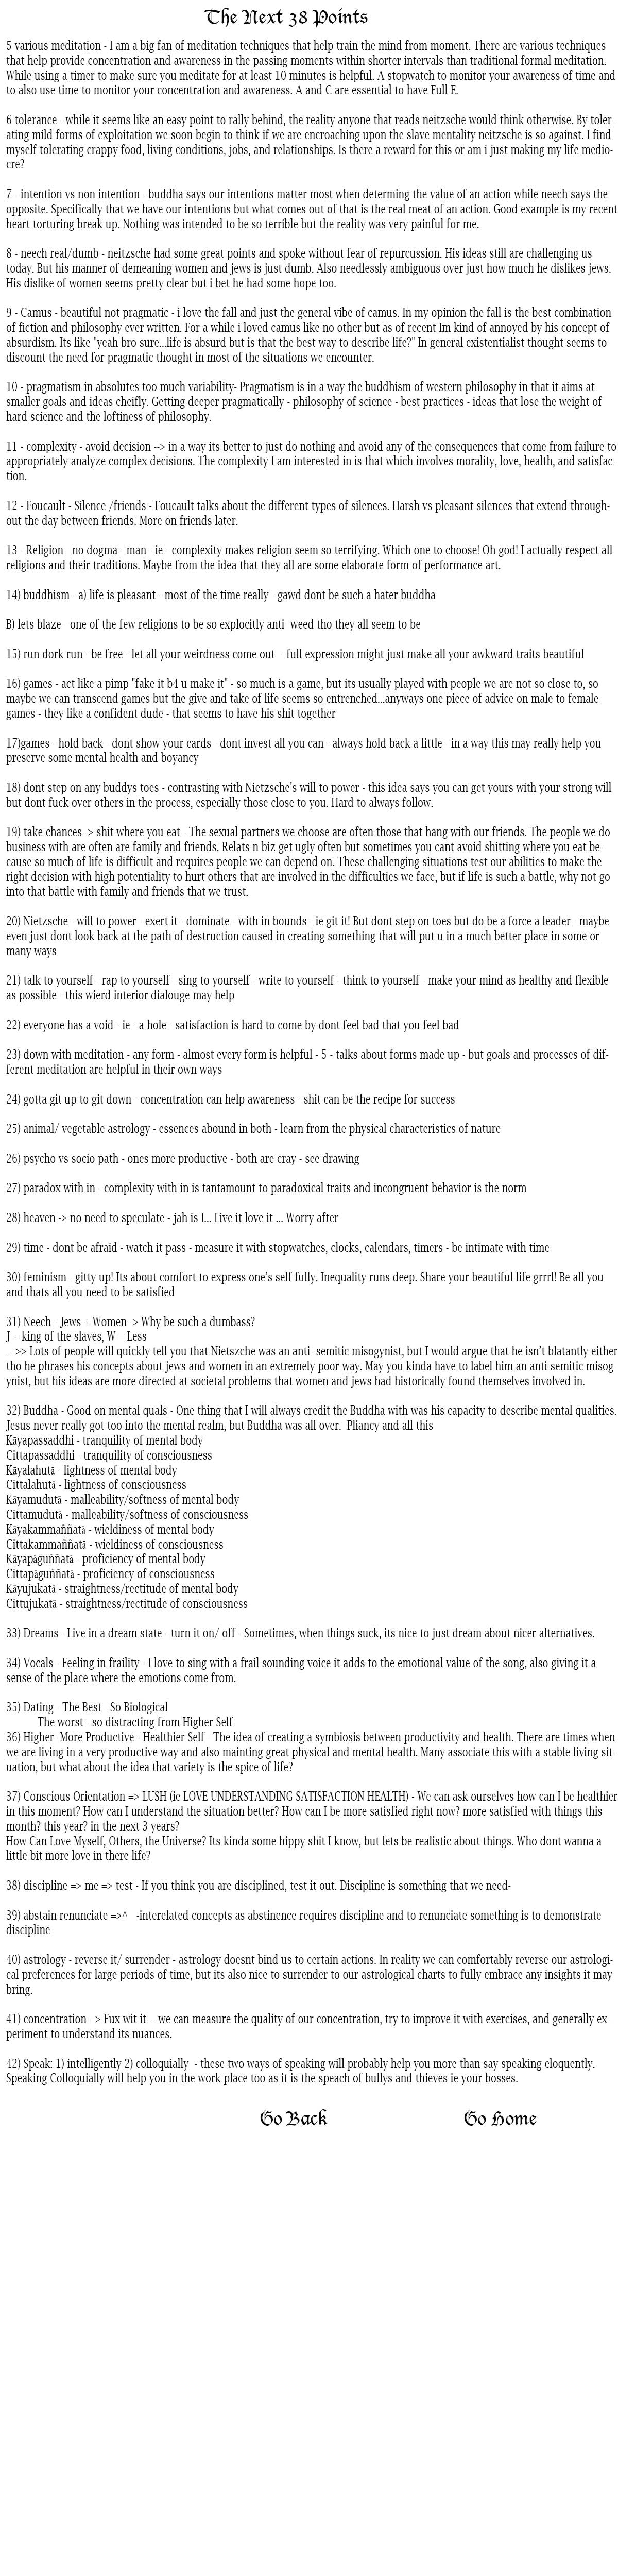 The Next 38 Points
5 various meditation - I am a big fan of meditation techniques that help train the mind from moment. There are various techniques
that help provide concentration and awareness in the passing moments within shorter intervals than traditional formal meditation.
While using a timer to make sure you meditate for at least 10 minutes is helpful. A stopwatch to monitor your awareness of time and
to also use time to monitor your concentration and awareness. A and C are essential to have Full E.
6 tolerance - while it seems like an easy point to rally behind, the reality anyone that reads neitzsche would think otherwise. By toler-
ating mild forms of exploitation we soon begin to think if we are encroaching upon the slave mentality neitzsche is so against. I find
myself tolerating crappy food, living conditions, jobs, and relationships. Is there a reward for this or am i just making my life medio-
cre?
7 - intention vs non intention - buddha says our intentions matter most when determing the value of an action while neech says the
opposite. Specifically that we have our intentions but what comes out of that is the real meat of an action. Good example is my recent
heart torturing break up. Nothing was intended to be so terrible but the reality was very painful for me.
8 - neech real/dumb - neitzsche had some great points and spoke without fear of repurcussion. His ideas still are challenging us
today. But his manner of demeaning women and jews is just dumb. Also needlessly ambiguous over just how much he dislikes jews.
His dislike of women seems pretty clear but i bet he had some hope too.
9 - Camus - beautiful not pragmatic - i love the fall and just the general vibe of camus. In my opinion the fall is the best combination
of fiction and philosophy ever written. For a while i loved camus like no other but as of recent Im kind of annoyed by his concept of
absurdism. Its like "yeah bro sure...life is absurd but is that the best way to describe life?" In general existentialist thought seems to
discount the need for pragmatic thought in most of the situations we encounter.
10 - pragmatism in absolutes too much variability- Pragmatism is in a way the buddhism of western philosophy in that it aims at
smaller goals and ideas cheifly. Getting deeper pragmatically - philosophy of science - best practices - ideas that lose the weight of
hard science and the loftiness of philosophy.
11 - complexity - avoid decision --> in a way its better to just do nothing and avoid any of the consequences that come from failure to
appropriately analyze complex decisions. The complexity I am interested in is that which involves morality, love, health, and satisfac-
tion.
12 - Foucault - Silence /friends - Foucault talks about the different types of silences. Harsh vs pleasant silences that extend through-
out the day between friends. More on friends later.
13 - Religion - no dogma - man - ie - complexity makes religion seem so terrifying. Which one to choose! Oh god! I actually respect all
religions and their traditions. Maybe from the idea that they all are some elaborate form of performance art.
14) buddhism - a) life is pleasant - most of the time really - gawd dont be such a hater buddha
B) lets blaze - one of the few religions to be so explocitly anti- weed tho they all seem to be
15) run dork run - be free - let all your weirdness come out  - full expression might just make all your awkward traits beautiful
16) games - act like a pimp "fake it b4 u make it" - so much is a game, but its usually played with people we are not so close to, so
maybe we can transcend games but the give and take of life seems so entrenched...anyways one piece of advice on male to female
games - they like a confident dude - that seems to have his shit together
17)games - hold back - dont show your cards - dont invest all you can - always hold back a little - in a way this may really help you
preserve some mental health and boyancy
18) dont step on any buddys toes - contrasting with Nietzsche's will to power - this idea says you can get yours with your strong will
but dont fuck over others in the process, especially those close to you. Hard to always follow.
19) take chances -> shit where you eat - The sexual partners we choose are often those that hang with our friends. The people we do
business with are often are family and friends. Relats n biz get ugly often but sometimes you cant avoid shitting where you eat be-
cause so much of life is difficult and requires people we can depend on. These challenging situations test our abilities to make the
right decision with high potentiality to hurt others that are involved in the difficulties we face, but if life is such a battle, why not go
into that battle with family and friends that we trust.
20) Nietzsche - will to power - exert it - dominate - with in bounds - ie git it! But dont step on toes but do be a force a leader - maybe
even just dont look back at the path of destruction caused in creating something that will put u in a much better place in some or
many ways
21) talk to yourself - rap to yourself - sing to yourself - write to yourself - think to yourself - make your mind as healthy and flexible
as possible - this wierd interior dialouge may help
22) everyone has a void - ie - a hole - satisfaction is hard to come by dont feel bad that you feel bad
23) down with meditation - any form - almost every form is helpful - 5 - talks about forms made up - but goals and processes of dif-
ferent meditation are helpful in their own ways
24) gotta git up to git down - concentration can help awareness - shit can be the recipe for success
25) animal/ vegetable astrology - essences abound in both - learn from the physical characteristics of nature
26) psycho vs socio path - ones more productive - both are cray - see drawing
27) paradox with in - complexity with in is tantamount to paradoxical traits and incongruent behavior is the norm
28) heaven -> no need to speculate - jah is I... Live it love it ... Worry after
29) time - dont be afraid - watch it pass - measure it with stopwatches, clocks, calendars, timers - be intimate with time
30) feminism - gitty up! Its about comfort to express one's self fully. Inequality runs deep. Share your beautiful life grrrl! Be all you
and thats all you need to be satisfied
31) Neech - Jews + Women -> Why be such a dumbass?
J = king of the slaves, W = Less
--->> Lots of people will quickly tell you that Nietszche was an anti- semitic misogynist, but I would argue that he isn't blatantly either
tho he phrases his concepts about jews and women in an extremely poor way. May you kinda have to label him an anti-semitic misog-
nyist, but his ideas are more directed at societal problems that women and jews had historically found themselves involved in.
32) Buddha - Good on mental quals - One thing that I will always credit the Buddha with was his capacity to describe mental qualities.
Jesus never really got too into the mental realm, but Buddha was all over.  Pliancy and all this
Kāyapassaddhi - tranquility of mental body
Cittapassaddhi - tranquility of consciousness
Kāyalahutā - lightness of mental body
Cittalahutā - lightness of consciousness
Kāyamudutā - malleability/softness of mental body
Cittamudutā - malleability/softness of consciousness
Kāyakammaññatā - wieldiness of mental body
Cittakammaññatā - wieldiness of consciousness
Kāyapāguññatā - proficiency of mental body
Cittapāguññatā - proficiency of consciousness
Kāyujukatā - straightness/rectitude of mental body
Cittujukatā - straightness/rectitude of consciousness
33) Dreams - Live in a dream state - turn it on/ off - Sometimes, when things suck, its nice to just dream about nicer alternatives.
34) Vocals - Feeling in fraility - I love to sing with a frail sounding voice it adds to the emotional value of the song, also giving it a
sense of the place where the emotions come from.
35) Dating - The Best - So Biological
The worst - so distracting from Higher Self
36) Higher- More Productive - Healthier Self - The idea of creating a symbiosis between productivity and health. There are times when
we are living in a very productive way and also mainting great physical and mental health. Many associate this with a stable living sit-
uation, but what about the idea that variety is the spice of life?
37) Conscious Orientation => LUSH (ie LOVE UNDERSTANDING SATISFACTION HEALTH) - We can ask ourselves how can I be healthier
in this moment? How can I understand the situation better? How can I be more satisfied right now? more satisfied with things this
month? this year? in the next 3 years?
How Can Love Myself, Others, the Universe? Its kinda some hippy shit I know, but lets be realistic about things. Who dont wanna a
little bit more love in there life?
38) discipline => me => test - If you think you are disciplined, test it out. Discipline is something that we need-
39) abstain renunciate =>^  -interelated concepts as abstinence requires discipline and to renunciate something is to demonstrate
discipline
40) astrology - reverse it/ surrender - astrology doesnt bind us to certain actions. In reality we can comfortably reverse our astrologi-
cal preferences for large periods of time, but its also nice to surrender to our astrological charts to fully embrace any insights it may
bring.
41) concentration => Fux wit it -- we can measure the quality of our concentration, try to improve it with exercises, and generally ex-
periment to understand its nuances.
42) Speak: 1) intelligently 2) colloquially  - these two ways of speaking will probably help you more than say speaking eloquently.
Speaking Colloquially will help you in the work place too as it is the speach of bullys and thieves ie your bosses.
Go Back Go Home